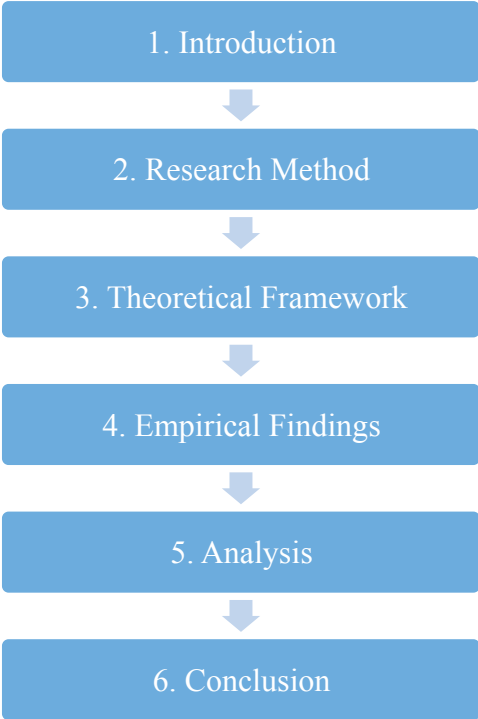 1. Introduction
2. Research Method
3. Theoretical Framework
4. Empirical Findings
5. Analysis
6. Conclusion